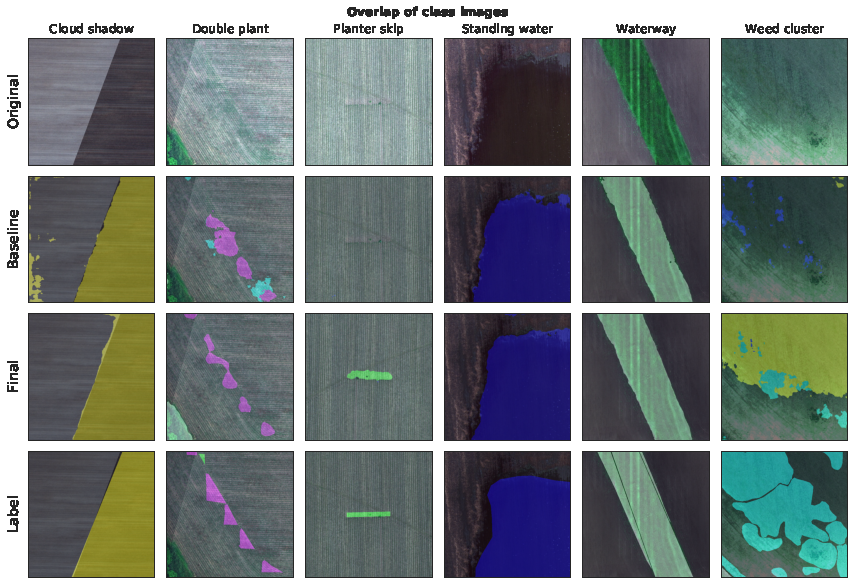 Overlap of class images
Cloud shadow Double plant Planter skip Standing water Waterway Weed cluster
Original
Baseline
Final
Label